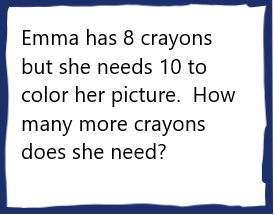 Emma has 8 crayons
but she needs 10 to
color her picture.  How
many more crayons
does she need?